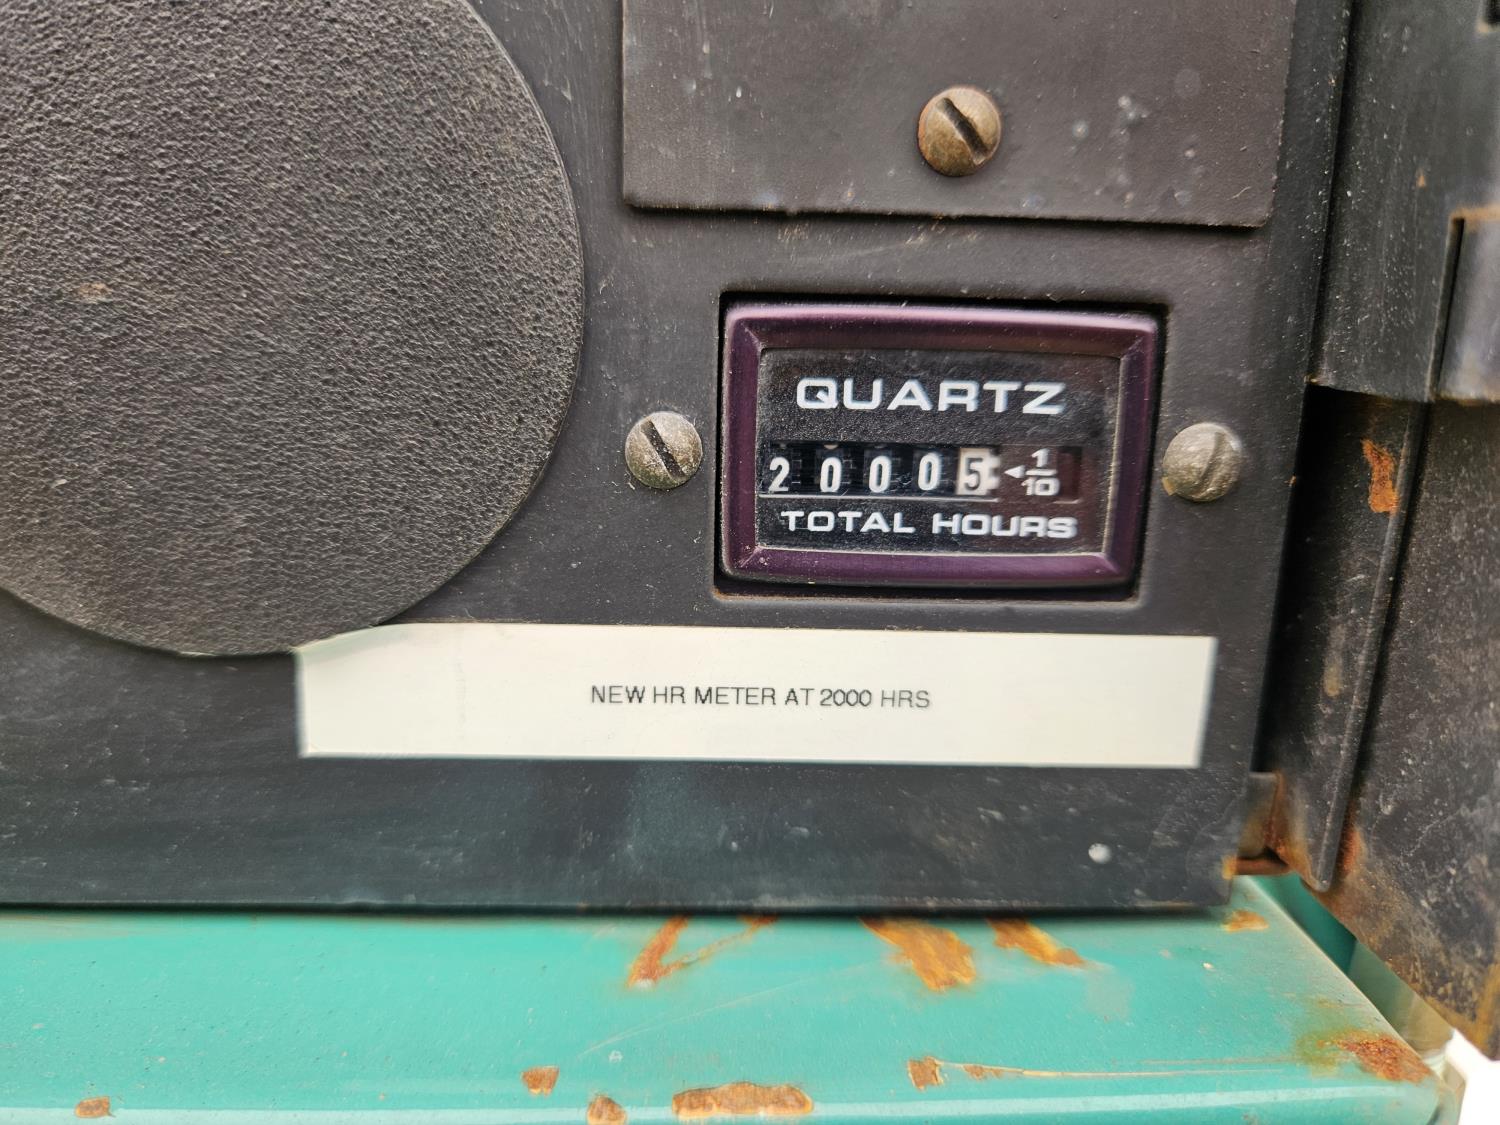 QUARTZ
20005 ◄ 1/10
TOTAL HOURS
NEW HR METER AT 2000 HRS